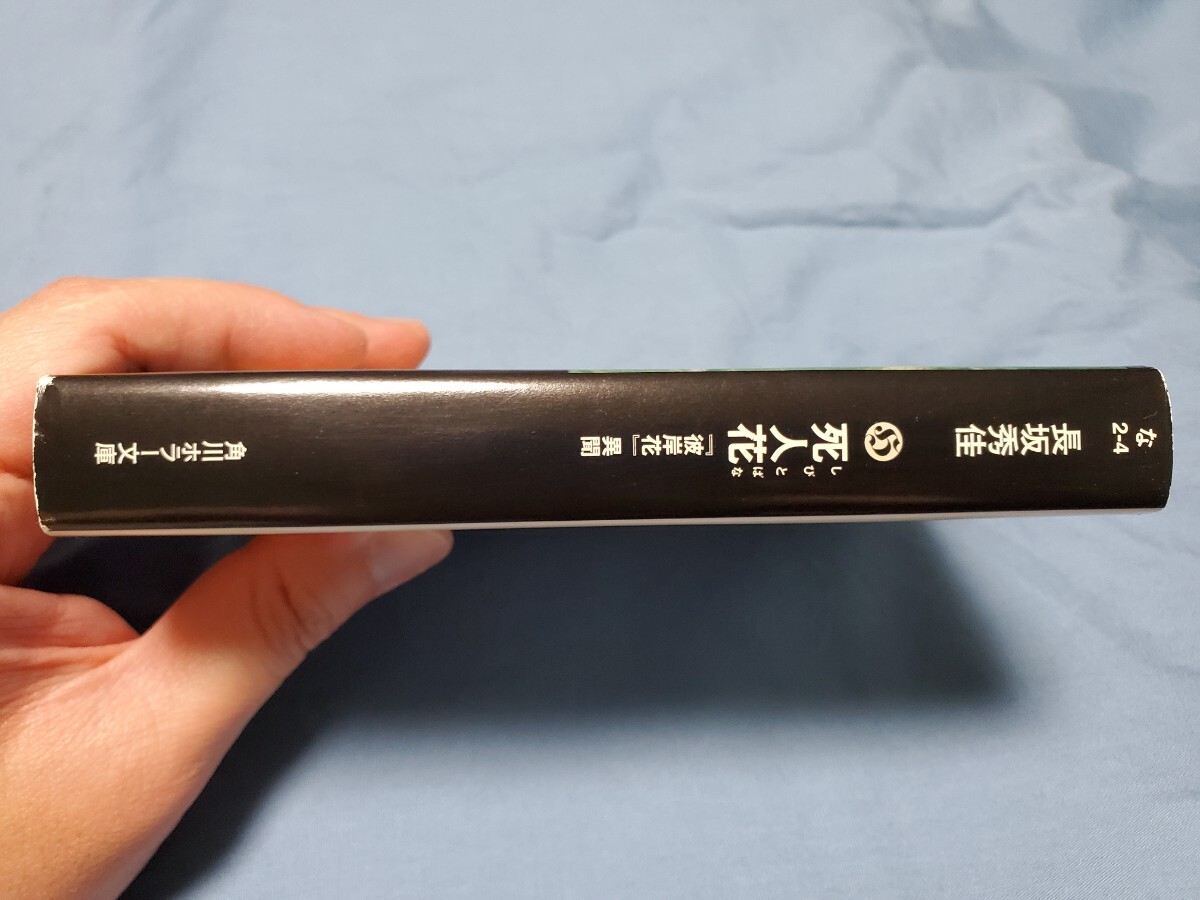 な
2-4
長坂秀佳
しびとばな
死人花
『彼岸花』異聞
角川ホラー文庫